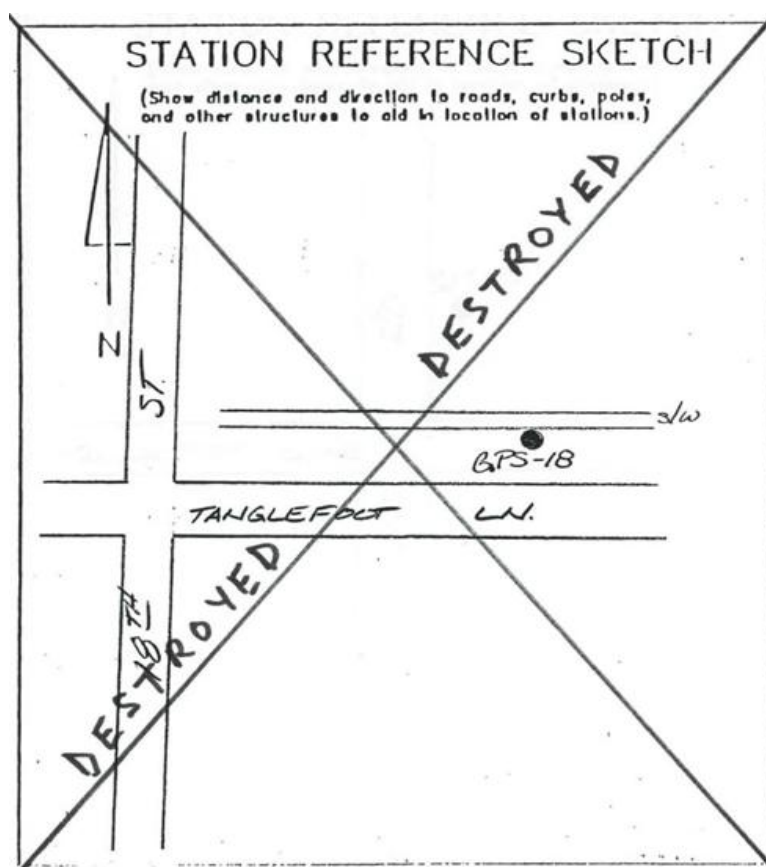 STATION REFERENCE SKETCH
(Show distance and direction to roads, curbs, poles,
and other structures to aid in location of stations.)
DESTROYED
N
ST.
S/W
GPS-18
TANGLEFOOT LN.
DESTROYED
18TH